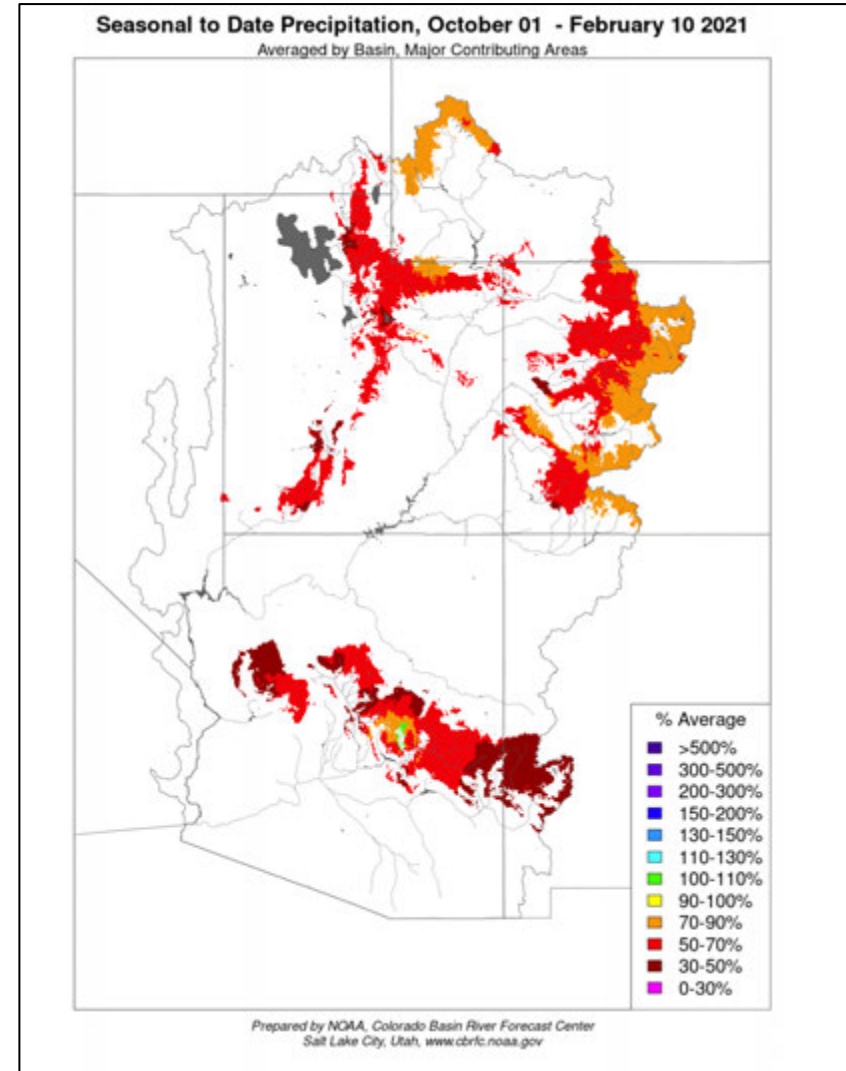 Seasonal to Date Precipitation, October 01 - February 10 2021
Averaged by Basin, Major Contributing Areas
% Average
>500%
300-500%
200-300%
150-200%
130-150%
110-130%
100-110%
90-100%
70-90%
50-70%
30-50%
0-30%
Prepared by NOAA, Colorado Basin River Forecast Center
Salt Lake City, Utah, www.cbrfc.noaa.gov